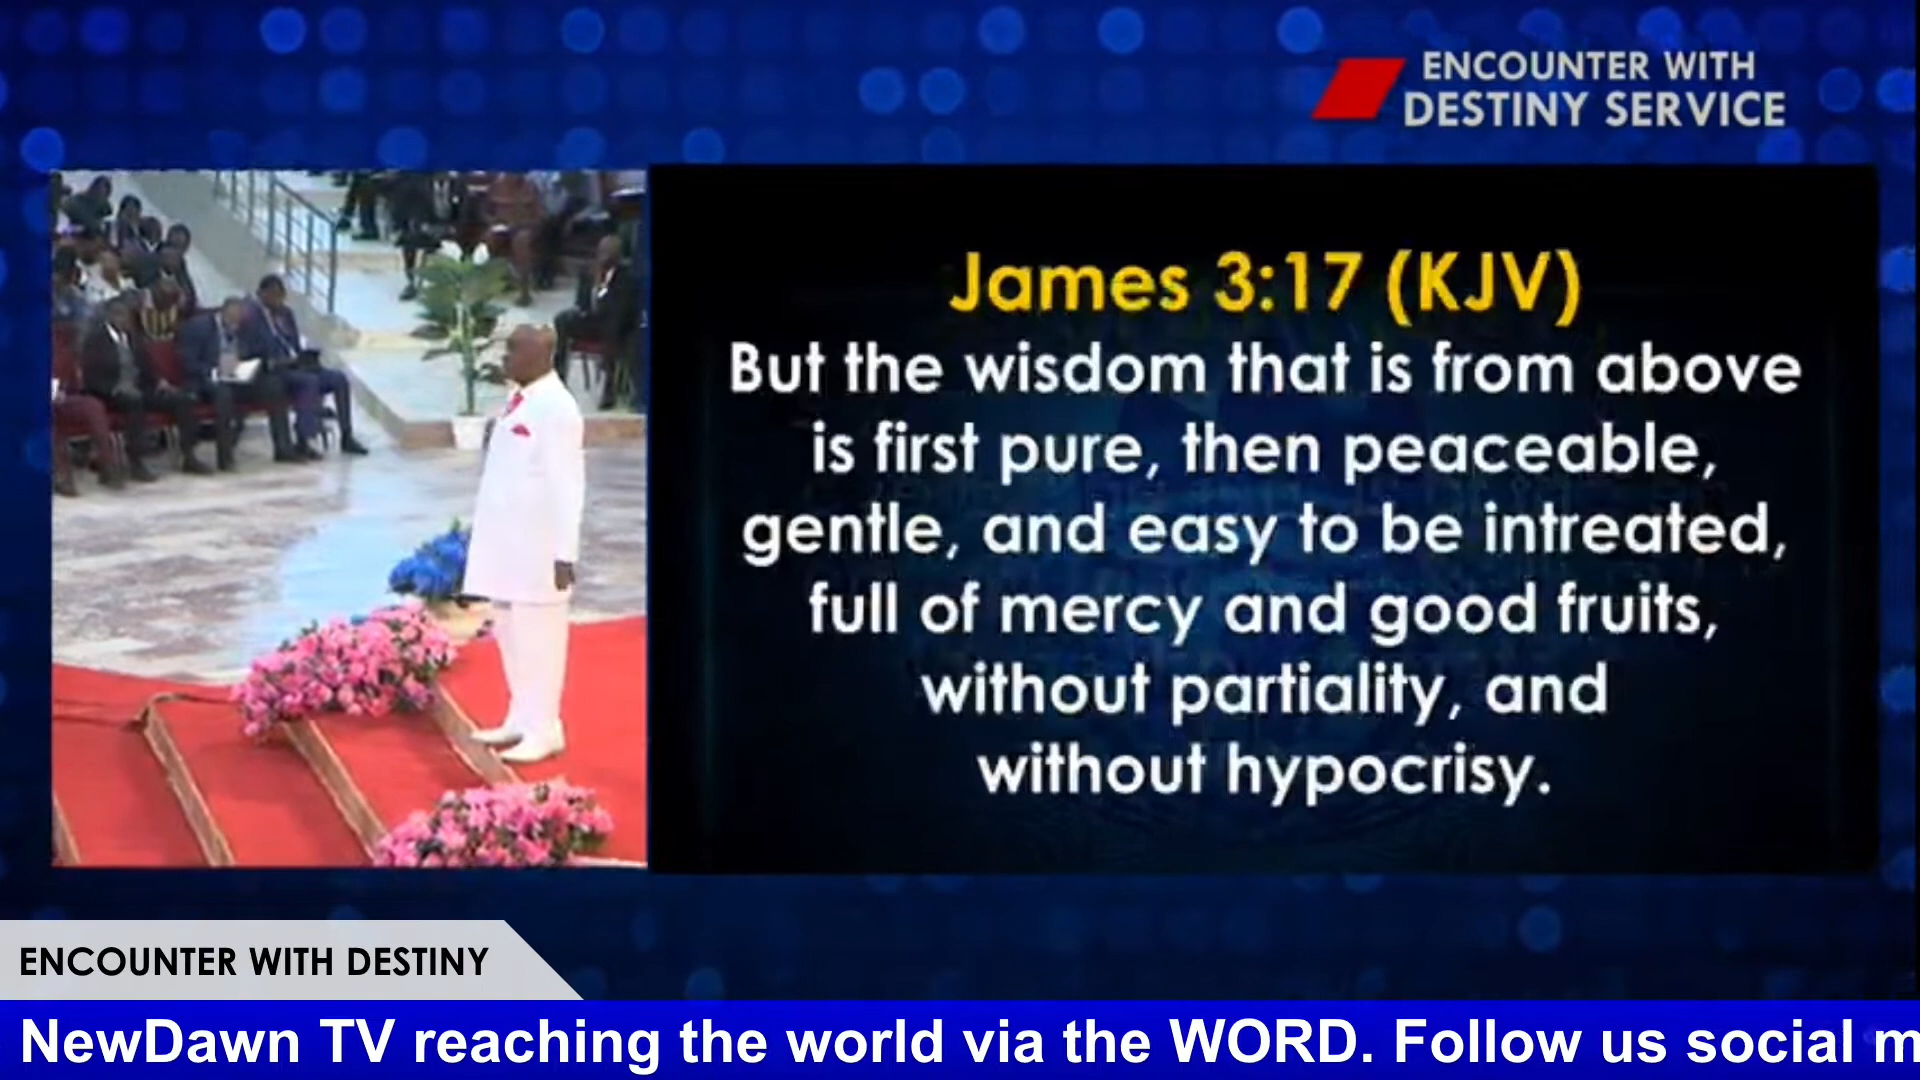 ENCOUNTER WITH
DESTINY SERVICE
James 3:17 (KJV)
But the wisdom that is from above
is first pure, then peaceable,
gentle, and easy to be intreated,
full of mercy and good fruits,
without partiality, and
without hypocrisy.
ENCOUNTER WITH DESTINY
NewDawn TV reaching the world via the WORD. Follow us social m